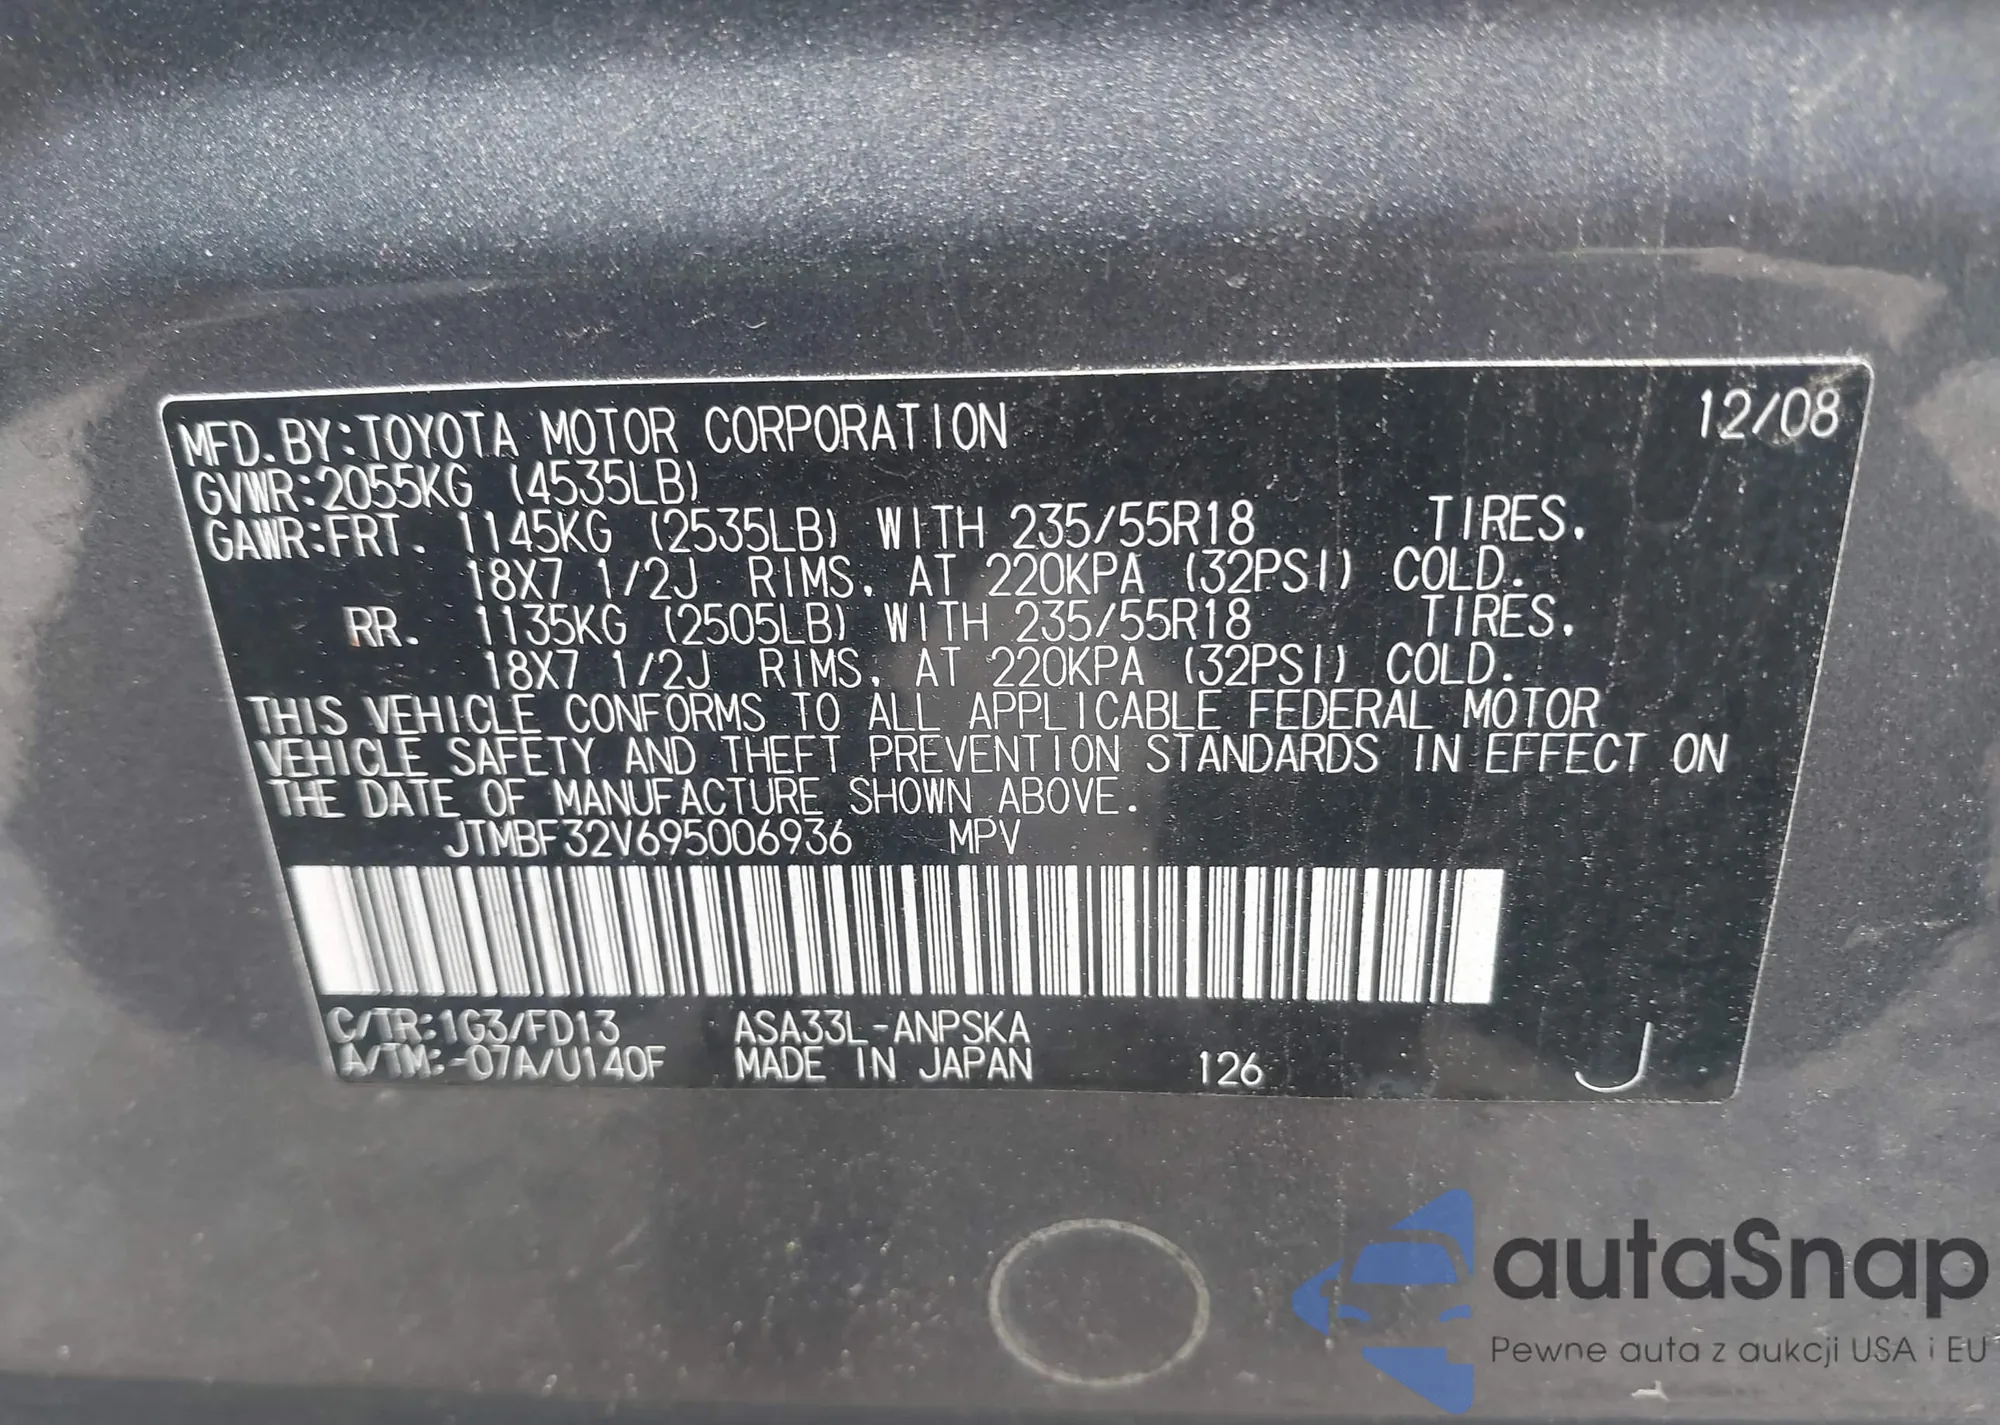 MFD. BY:TOYOTA MOTOR CORPORATION 12/08
GVWR:2055KG (4535LB)
GAWR:FRT. 1145KG (2535LB) WITH 235/55R18 TIRES,
18X7 1/2J RIMS, AT 220KPA (32PSI) COLD.
RR. 1135KG (2505LB) WITH 235/55R18 TIRES,
18X7 1/2J RIMS, AT 220KPA (32PSI) COLD.
THIS VEHICLE CONFORMS TO ALL APPLICABLE FEDERAL MOTOR
VEHICLE SAFETY AND THEFT PREVENTION STANDARDS IN EFFECT ON
THE DATE OF MANUFACTURE SHOWN ABOVE.
JTMBF32V695006936 MPV
C/TR:1G3/FD13 ASA33L-ANPSKA
A/TM:-07A/U140F MADE IN JAPAN 126 J
autaSnap
Pewne auta z aukcji USA i EU